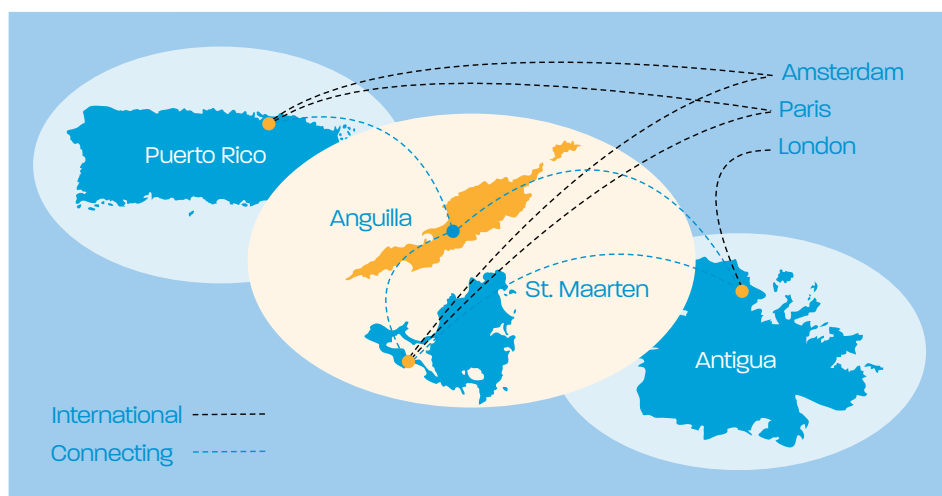 Amsterdam
Paris
London
Puerto Rico
Anguilla
St. Maarten
Antigua
International
Connecting